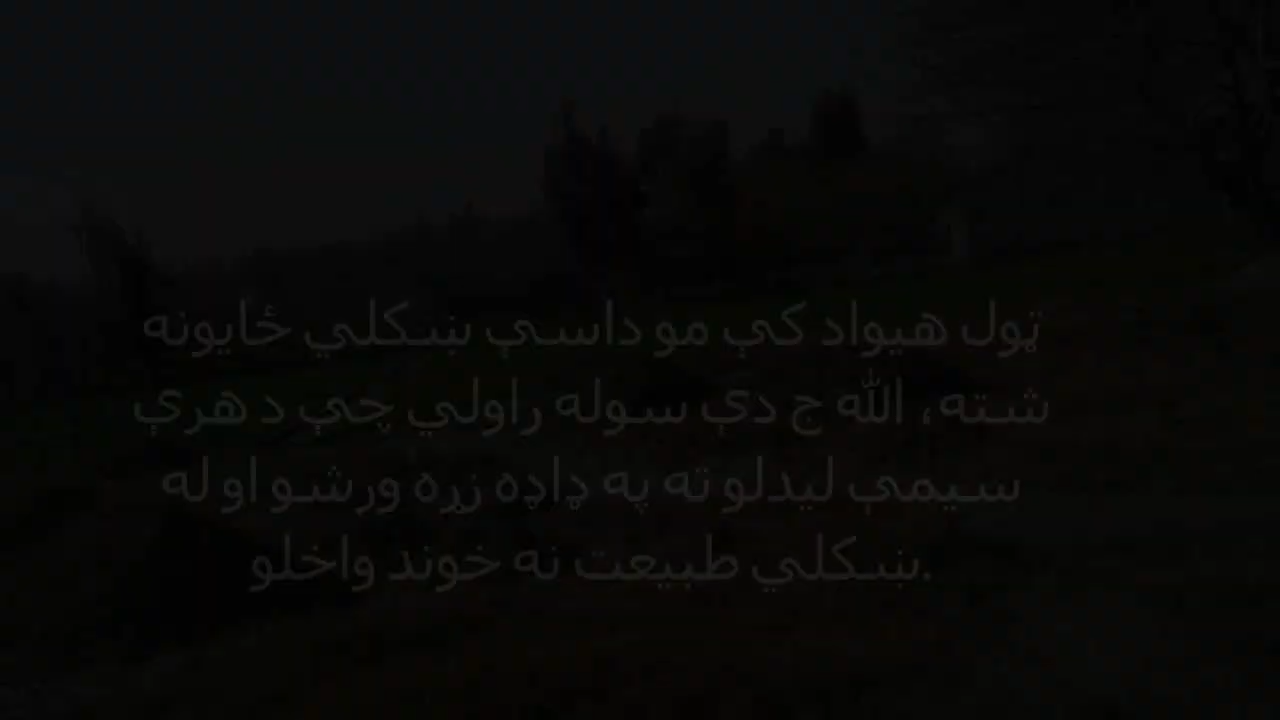 ټول هیواد کې مو داسې ښکلي ځایونه
شته، الله ج دې سوله راولي چې د هرې
سیمې لیدلو ته په ډاډه زړه ورشو او له
ښکلي طبیعت نه خوند واخلو.